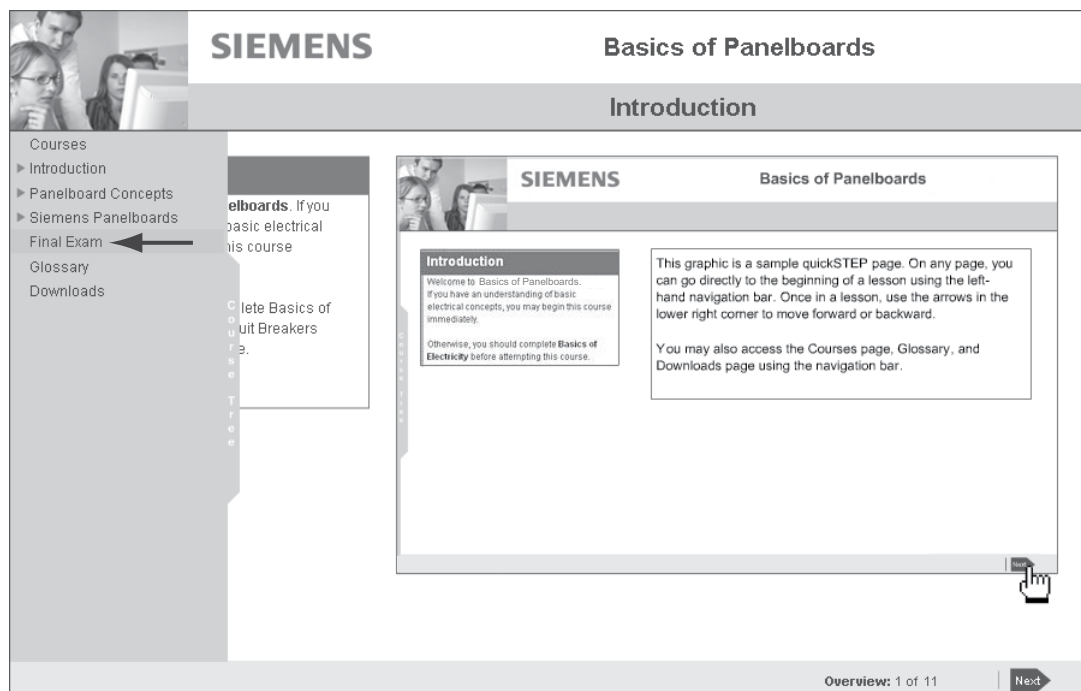 SIEMENS
Basics of Panelboards
Introduction
Courses
Introduction
Panelboard Concepts
Siemens Panelboards
Final Exam
Glossary
Downloads
Course Tree
elboards. If you
basic electrical
his course
lete Basics of
uit Breakers
e.
SIEMENS
Basics of Panelboards
Introduction
Welcome to Basics of Panelboards.
If you have an understanding of basic
electrical concepts, you may begin this course
immediately.
Otherwise, you should complete Basics of
Electricity before attempting this course.
Course Tree
This graphic is a sample quickSTEP page. On any page, you
can go directly to the beginning of a lesson using the left-
hand navigation bar. Once in a lesson, use the arrows in the
lower right corner to move forward or backward.
You may also access the Courses page, Glossary, and
Downloads page using the navigation bar.
Next
Overview: 1 of 11
Next